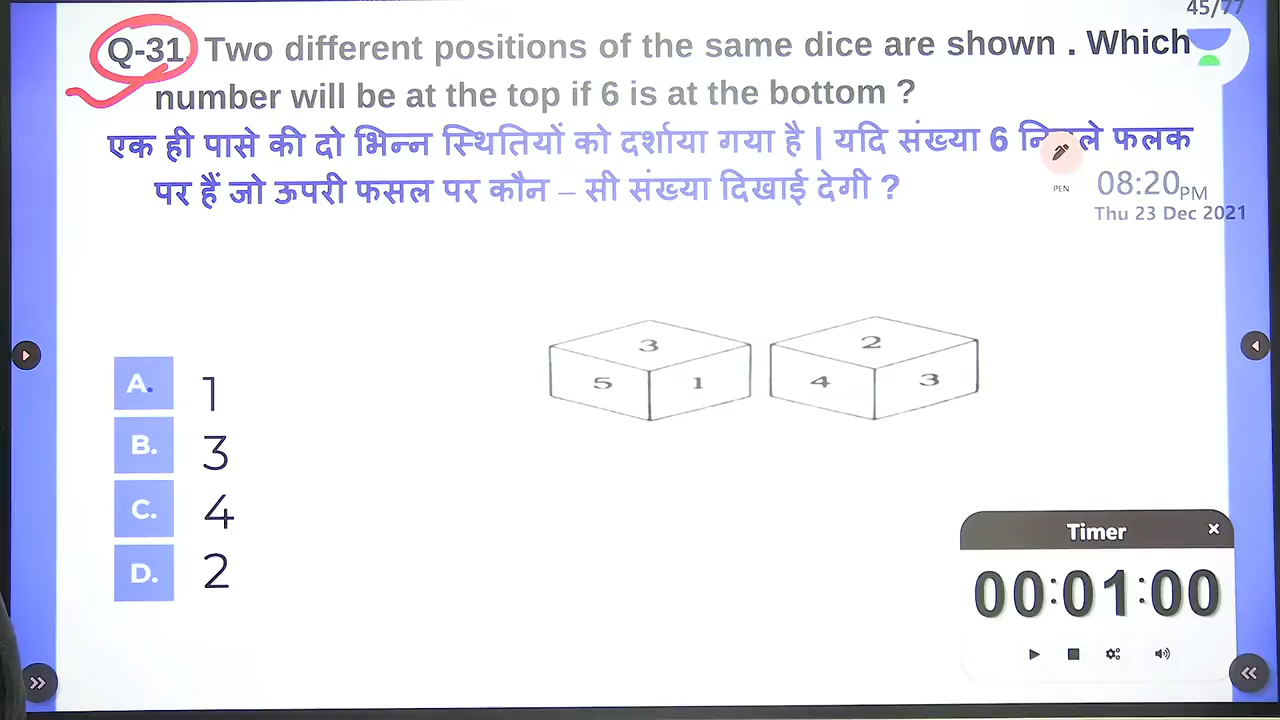 45/77
Q-31 Two different positions of the same dice are shown . Which
number will be at the top if 6 is at the bottom ?
एक ही पासे की दो भिन्न स्थितियों को दर्शाया गया है | यदि संख्या 6 फलक
पर हैं जो ऊपरी फसल पर कौन – सी संख्या दिखाई देगी ?
PEN
08:20PM
Thu 23 Dec 2021
3
5 1
2
4 3
A. 1
B. 3
C. 4
D. 2
Timer ×
00:01:00